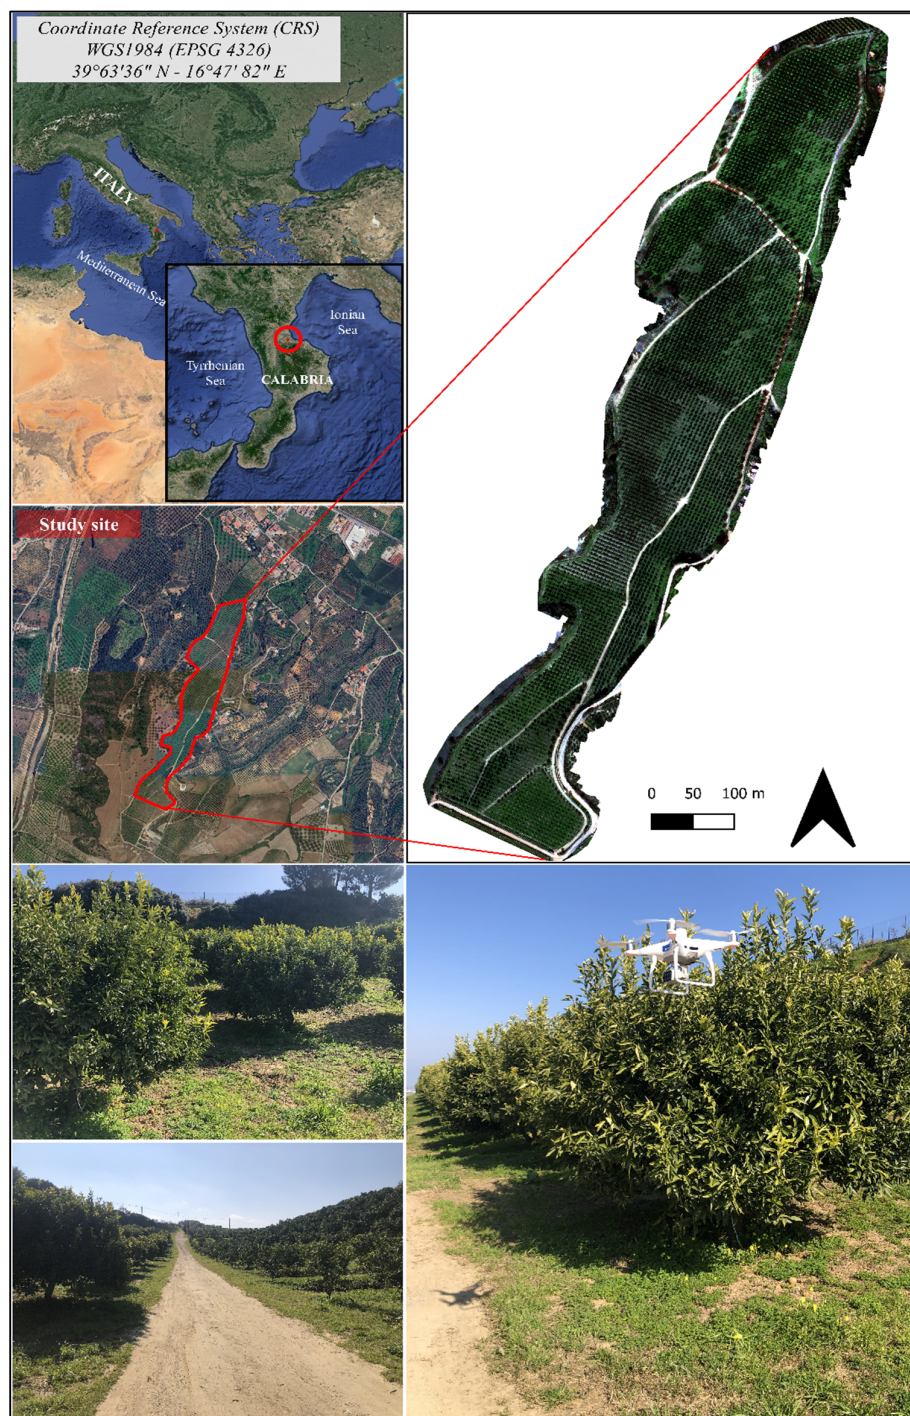 Coordinate Reference System (CRS)
WGS1984 (EPSG 4326)
39°63'36" N - 16°47' 82" E
ITALY
Mediterranean Sea
Ionian
Sea
Tyrrhenian
Sea
CALABRIA
Study site
0 50 100 m